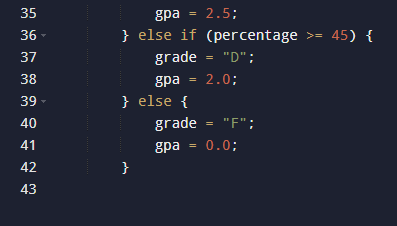 35 gpa = 2.5;
36 } else if (percentage >= 45) {
37 grade = "D";
38 gpa = 2.0;
39 } else {
40 grade = "F";
41 gpa = 0.0;
42 }
43